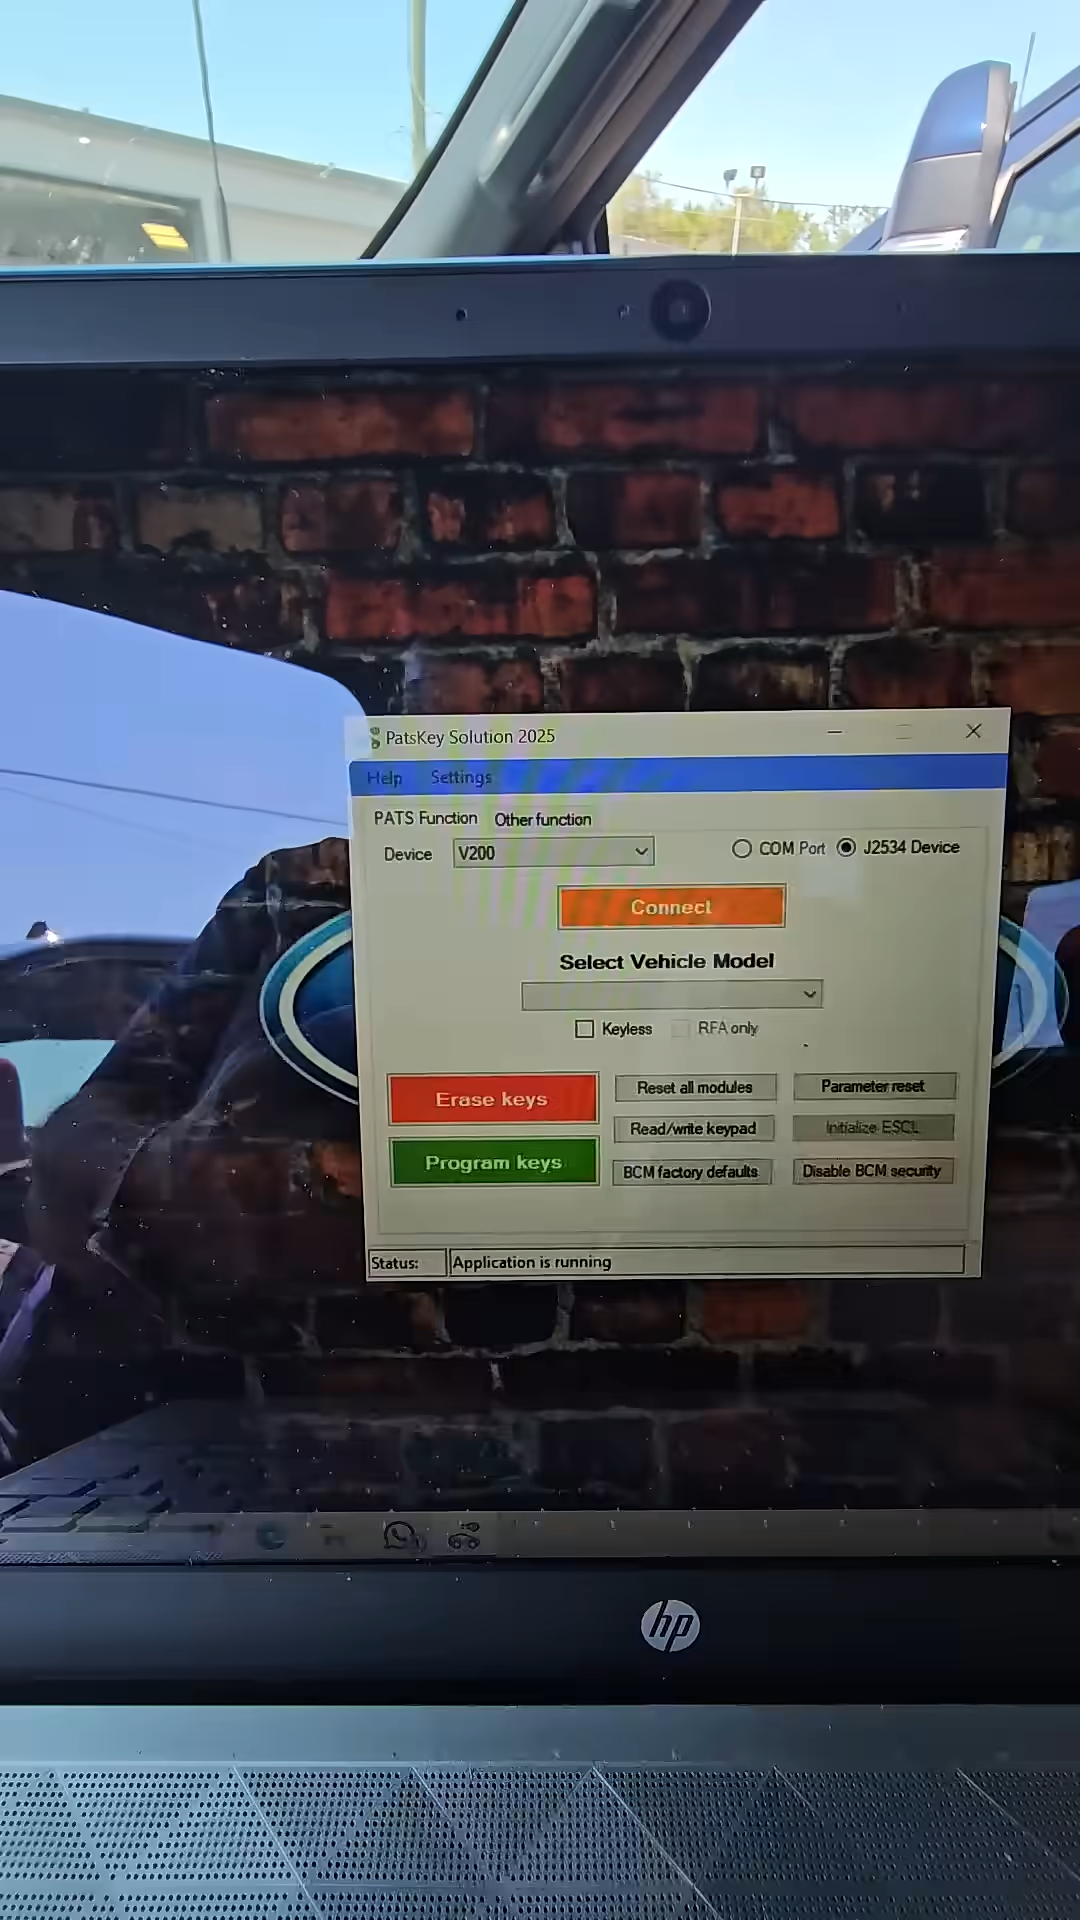 PatsKey Solution 2025
Help Settings
PATS Function Other function
Device V200 COM Port J2534 Device
Connect
Select Vehicle Model
Keyless RFA only
Erase keys Reset all modules Parameter reset
Read/write keypad Initialize ESCL
Program keys BCM factory defaults Disable BCM security
Status: Application is running
hp